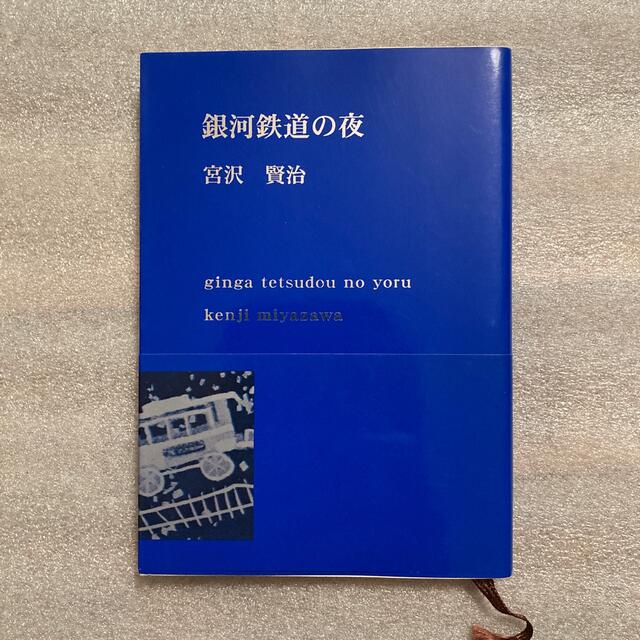 銀河鉄道の夜
宮沢　賢治
ginga tetsudou no yoru
kenji miyazawa